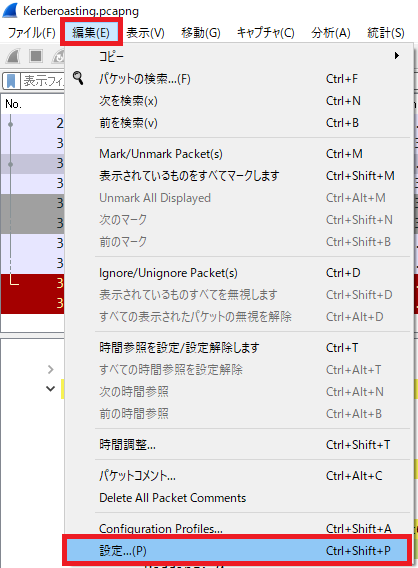 Kerberoasting.pcapng
ファイル(F) 編集(E) 表示(V) 移動(G) キャプチャ(C) 分析(A) 統計(S)
コピー
パケットの検索...(F) Ctrl+F
次を検索(x) Ctrl+N
前を検索(v) Ctrl+B
表示フィ
No.
Mark/Unmark Packet(s) Ctrl+M
表示されているものをすべてマークします Ctrl+Shift+M
Unmark All Displayed Ctrl+Alt+M
次のマーク Ctrl+Shift+N
前のマーク Ctrl+Shift+B
Ignore/Unignore Packet(s) Ctrl+D
表示されているものすべてを無視します Ctrl+Shift+D
すべての表示されたパケットの無視を解除 Ctrl+Alt+D
時間参照を設定/設定解除します Ctrl+T
すべての時間参照を設定解除 Ctrl+Alt+T
次の時間参照 Ctrl+Alt+N
前の時間参照 Ctrl+Alt+B
時間調整... Ctrl+Shift+T
パケットコメント... Ctrl+Alt+C
Delete All Packet Comments
Configuration Profiles... Ctrl+Shift+A
設定...(P) Ctrl+Shift+P